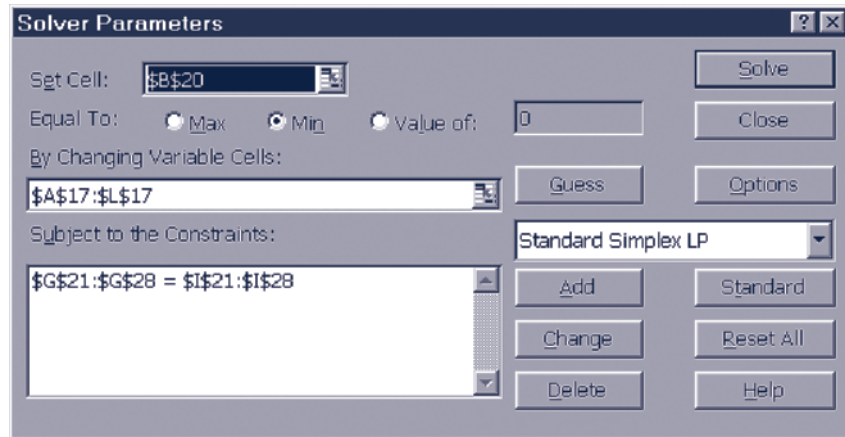 Solver Parameters
Set Cell: $B$20 Solve
Equal To: Max Min Value of: 0 Close
By Changing Variable Cells:
$A$17:$L$17 Guess Options
Subject to the Constraints: Standard Simplex LP
$G$21:$G$28 = $I$21:$I$28 Add Standard
Change Reset All
Delete Help